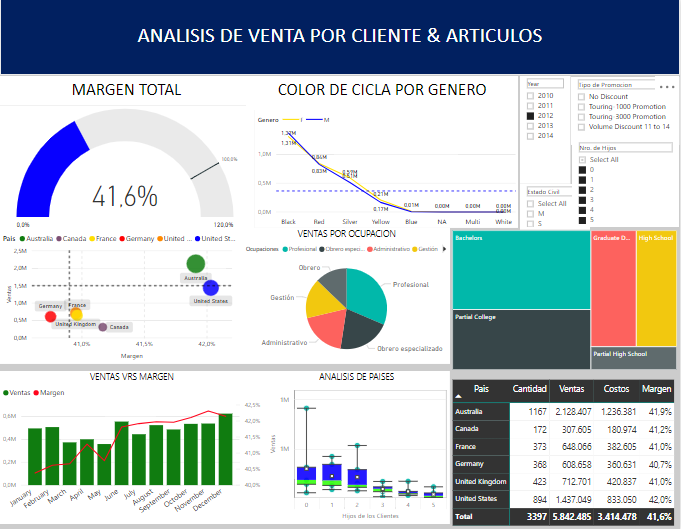 ANALISIS DE VENTA POR CLIENTE & ARTICULOS
MARGEN TOTAL
41,6%
0,0%
100,0%
120,0%
COLOR DE CICLA POR GENERO
Genero F M
1,0M
0,5M
0,0M
1.31M
0.84M
0.83M
0.21M
0.17M
0.01M
0.00M
0.00M
0.00M
Black Red Silver Yellow Blue NA Multi White
Year
2010
2011
2012
2013
2014
Tipo de Promocion
No Discount
Touring-1000 Promotion
Touring-3000 Promotion
Volume Discount 11 to 14
Nro. de Hijos
Select All
0
1
2
3
4
5
Estado Civil
Select All
M
S
Pais Australia Canada France Germany United ... United St...
2,5M
2,0M
1,5M
1,0M
0,5M
0,0M
Ventas
Australia
United States
Germany
France
United Kingdom
Canada
41,0% 41,5% 42,0%
Margen
VENTAS POR OCUPACION
Ocupaciones Profesional Obrero espec... Administrativo Gestión
Obrero
Profesional
Gestión
Administrativo
Obrero especializado
Bachelors
Graduate D...
High School
Partial College
Partial High School
VENTAS VRS MARGEN
Ventas Margen
0,6M
0,4M
0,2M
0,0M
42,5%
42,0%
41,5%
41,0%
40,5%
40,0%
January February March April May June July August September October November December
ANALISIS DE PAISES
1M
1M
0M
Ventas
0 1 2 3 4 5
Hijos de los Clientes
Pais Cantidad Ventas Costos Margen
Australia 1167 2.128.407 1.236.381 41,9%
Canada 172 307.605 180.974 41,2%
France 373 648.066 382.605 41,0%
Germany 368 608.658 360.631 40,7%
United Kingdom 423 712.701 420.837 41,0%
United States 894 1.437.049 833.050 42,0%
Total 3397 5.842.485 3.414.478 41,6%